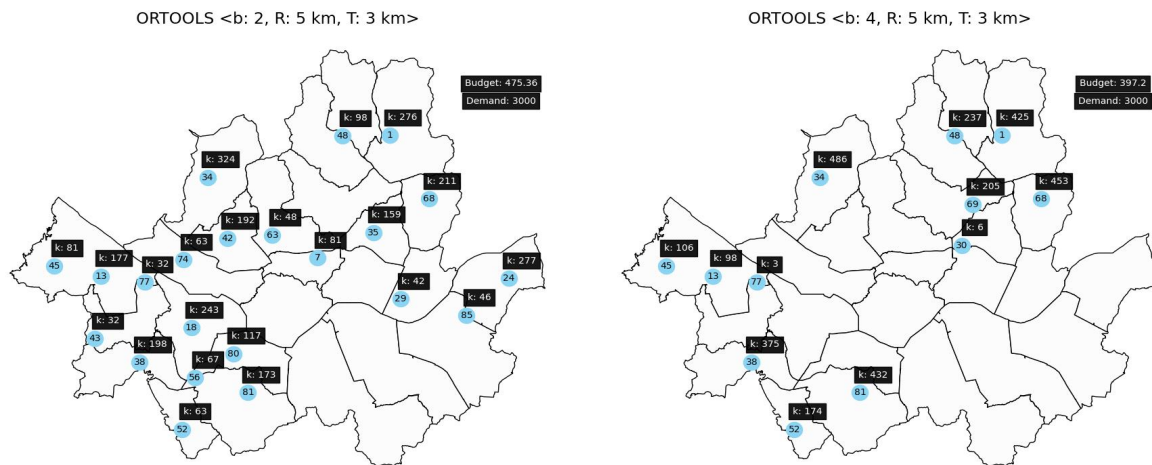 ORTOOLS <b: 2, R: 5 km, T: 3 km>
Budget: 475.36
Demand: 3000
k: 98
48
k: 276
1
k: 324
34
k: 211
68
k: 192
42
k: 48
63
k: 159
35
k: 63
74
k: 81
7
k: 81
45
k: 177
13
k: 32
77
k: 277
24
k: 42
29
k: 46
85
k: 243
18
k: 32
43
k: 198
38
k: 117
80
k: 67
56
k: 173
81
k: 63
52
ORTOOLS <b: 4, R: 5 km, T: 3 km>
Budget: 397.2
Demand: 3000
k: 237
48
k: 425
1
k: 486
34
k: 205
69
k: 453
68
k: 6
30
k: 106
45
k: 98
13
k: 3
77
k: 375
38
k: 432
81
k: 174
52